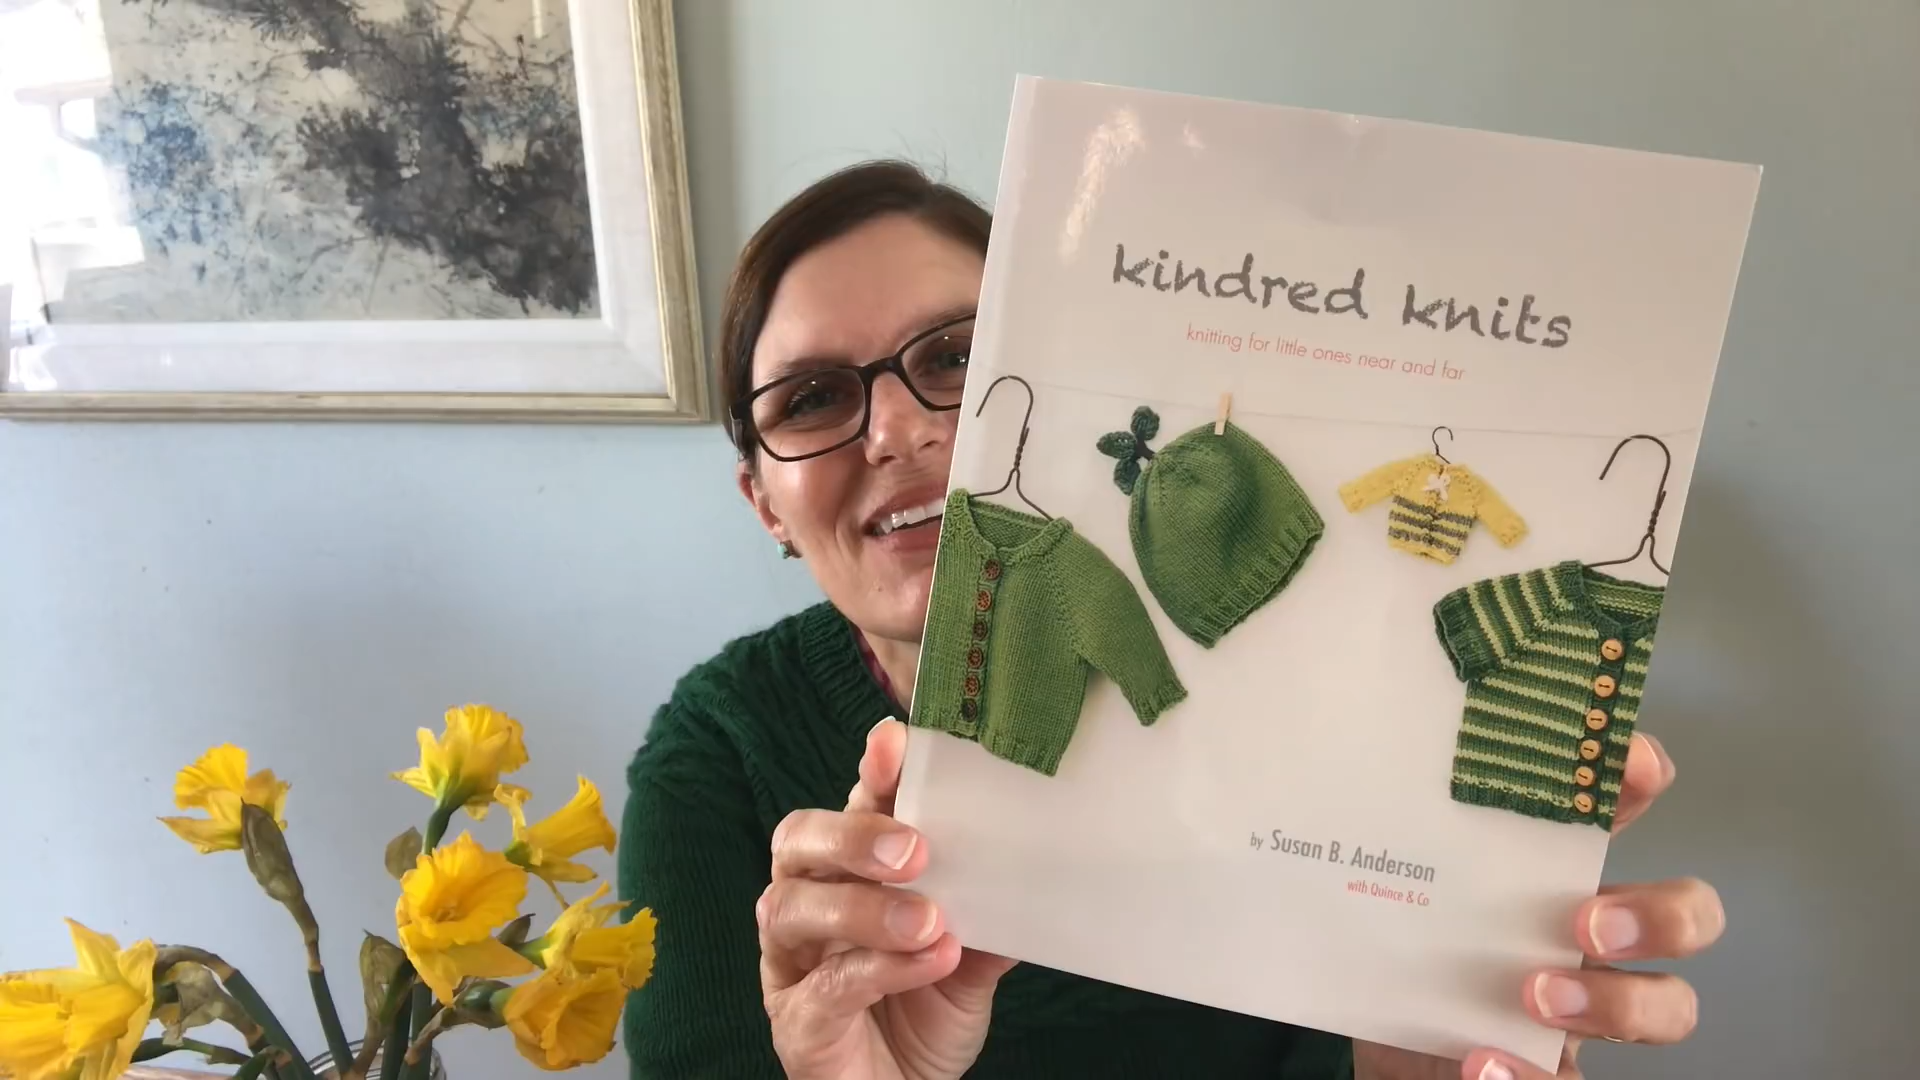 kindred knits
knitting for little ones near and far
by Susan B. Anderson
with Quince & Co